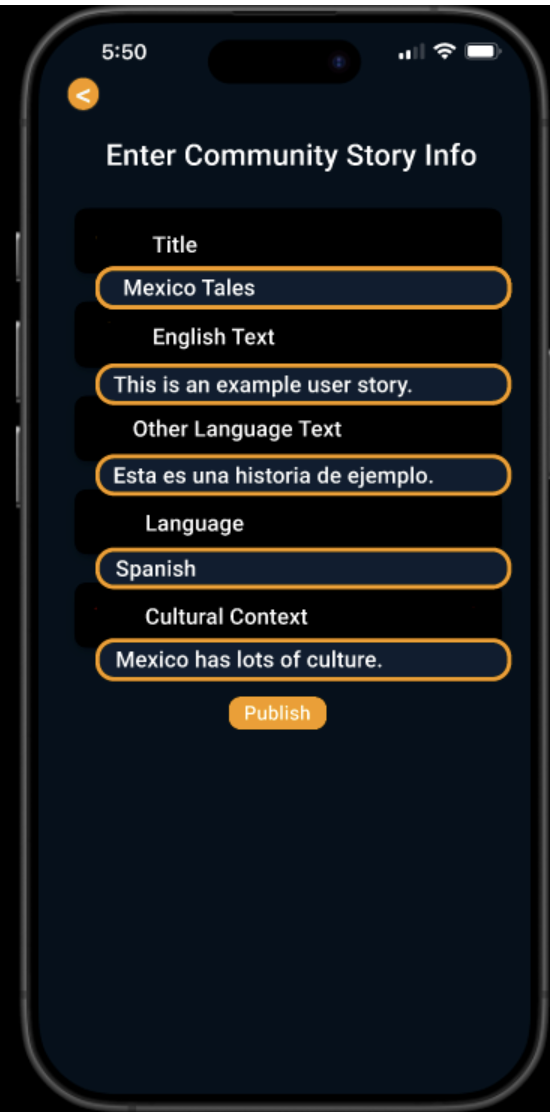 5:50
<
Enter Community Story Info
Title
Mexico Tales
English Text
This is an example user story.
Other Language Text
Esta es una historia de ejemplo.
Language
Spanish
Cultural Context
Mexico has lots of culture.
Publish